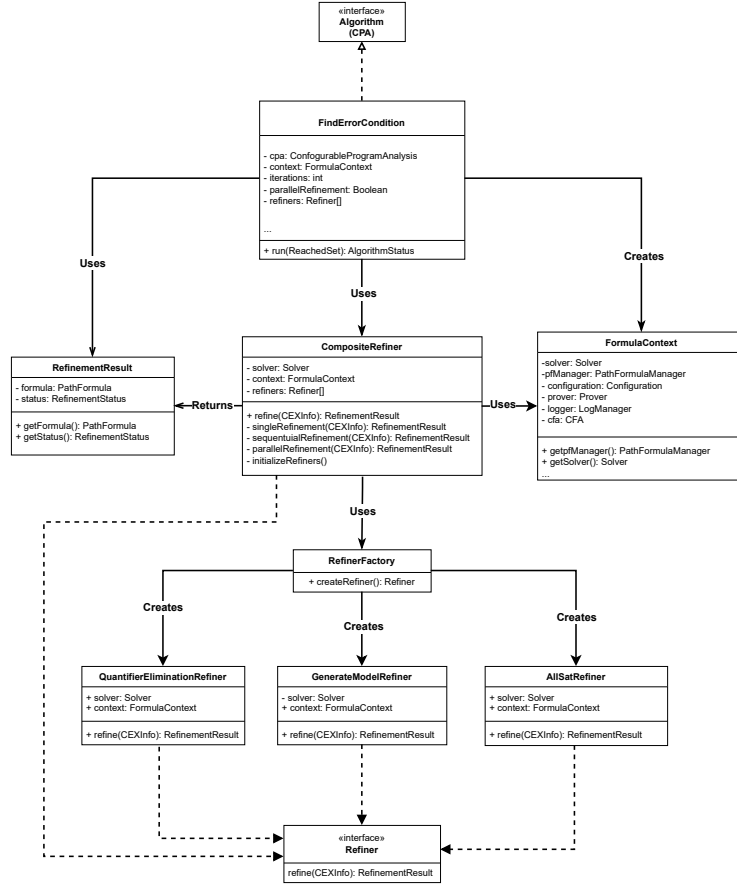 «interface»
Algorithm
(CPA)
FindErrorCondition
- cpa: ConfogurableProgramAnalysis
- context: FormulaContext
- iterations: int
- parallelRefinement: Boolean
- refiners: Refiner[]
...
+ run(ReachedSet): AlgorithmStatus
Uses
Uses
Creates
RefinementResult
- formula: PathFormula
- status: RefinementStatus
+ getFormula(): PathFormula
+ getStatus(): RefinementStatus
Returns
CompositeRefiner
- solver: Solver
- context: FormulaContext
- refiners: Refiner[]
+ refine(CEXInfo): RefinementResult
- singleRefinement(CEXInfo): RefinementResult
- sequentuialRefinement(CEXInfo): RefinementResult
- parallelRefinement(CEXInfo): RefinementResult
- initializeRefiners()
Uses
FormulaContext
-solver: Solver
-pfManager: PathFormulaManager
- configuration: Configuration
- prover: Prover
- logger: LogManager
- cfa: CFA
+ getpfManager(): PathFormulaManager
+ getSolver(): Solver
...
Uses
RefinerFactory
+ createRefiner(): Refiner
Creates
Creates
Creates
QuantifierEliminationRefiner
+ solver: Solver
+ context: FormulaContext
+ refine(CEXInfo): RefinementResult
GenerateModelRefiner
- solver: Solver
+ context: FormulaContext
+ refine(CEXInfo): RefinementResult
AllSatRefiner
+ solver: Solver
+ context: FormulaContext
+ refine(CEXInfo): RefinementResult
«interface»
Refiner
refine(CEXInfo): RefinementResult